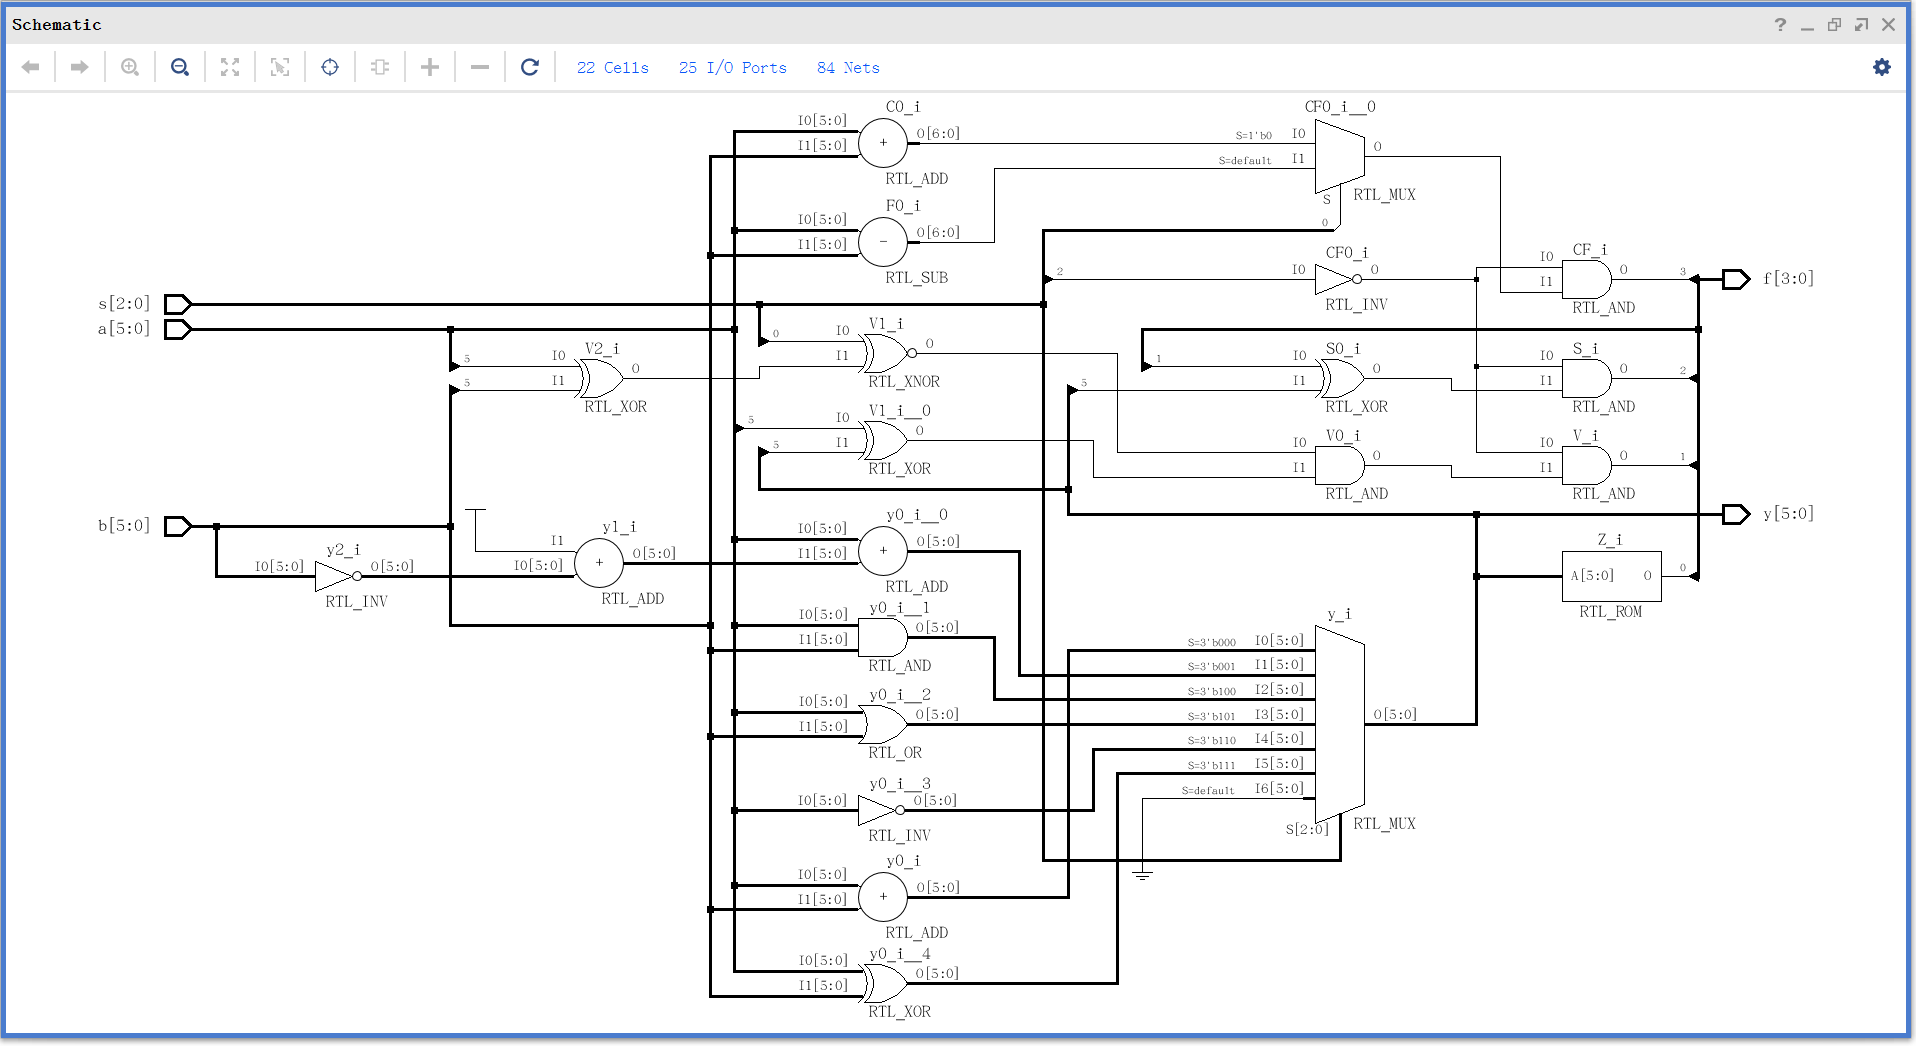 Schematic
22 Cells 25 I/O Ports 84 Nets
C0_i
I0[5:0]
I1[5:0]
O[6:0]
+
RTL_ADD
F0_i
I0[5:0]
I1[5:0]
O[6:0]
-
RTL_SUB
CF0_i__0
S=1'b0 I0
S=default I1
O
S
0
RTL_MUX
CF0_i
2
I0
O
RTL_INV
CF_i
I0
I1
O
3
RTL_AND
f[3:0]
s[2:0]
a[5:0]
V2_i
5
5
I0
I1
O
RTL_XOR
V1_i
0
I0
I1
O
RTL_XNOR
V1_i__0
5
5
I0
I1
O
RTL_XOR
S0_i
1
5
I0
I1
O
RTL_XOR
S_i
I0
I1
O
2
RTL_AND
V0_i
I0
I1
O
RTL_AND
V_i
I0
I1
O
1
RTL_AND
y[5:0]
b[5:0]
y2_i
I0[5:0]
O[5:0]
RTL_INV
y1_i
I1
I0[5:0]
O[5:0]
+
RTL_ADD
y0_i__0
I0[5:0]
I1[5:0]
O[5:0]
+
RTL_ADD
Z_i
A[5:0] O
0
RTL_ROM
y0_i__1
I0[5:0]
I1[5:0]
O[5:0]
RTL_AND
y0_i__2
I0[5:0]
I1[5:0]
O[5:0]
RTL_OR
y0_i__3
I0[5:0]
O[5:0]
RTL_INV
y0_i
I0[5:0]
I1[5:0]
O[5:0]
+
RTL_ADD
y0_i__4
I0[5:0]
I1[5:0]
O[5:0]
RTL_XOR
y_i
S=3'b000 I0[5:0]
S=3'b001 I1[5:0]
S=3'b100 I2[5:0]
S=3'b101 I3[5:0]
S=3'b110 I4[5:0]
S=3'b111 I5[5:0]
S=default I6[5:0]
O[5:0]
S[2:0]
RTL_MUX